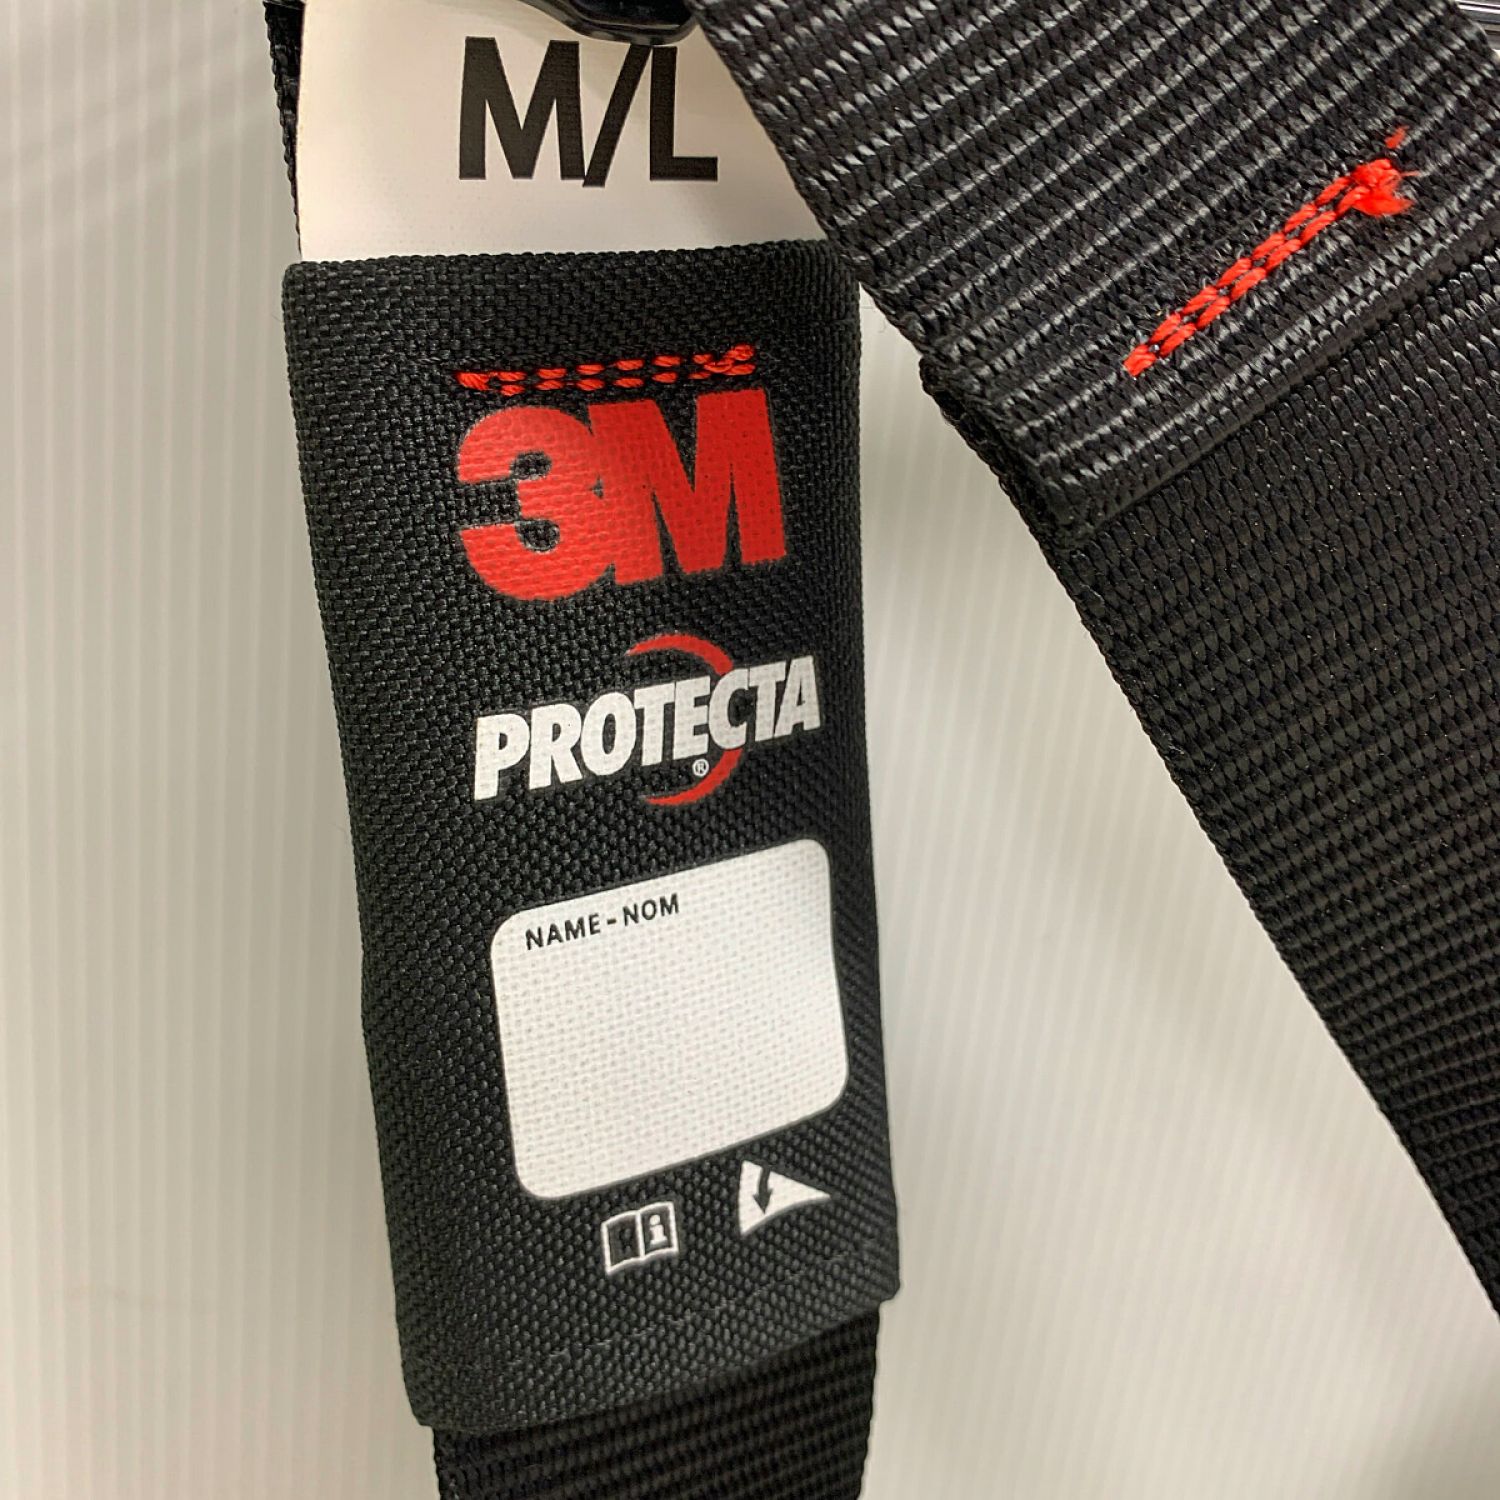 M/L
3M
PROTECTA
®
NAME-NOM
i